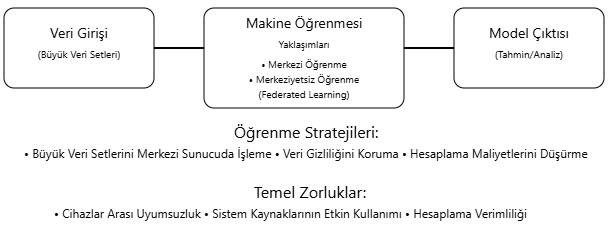 Veri Girişi
(Büyük Veri Setleri)
Makine Öğrenmesi
Yaklaşımları
• Merkezi Öğrenme
• Merkeziyetsiz Öğrenme
(Federated Learning)
Model Çıktısı
(Tahmin/Analiz)
Öğrenme Stratejileri:
• Büyük Veri Setlerini Merkezi Sunucuda İşleme • Veri Gizliliğini Koruma • Hesaplama Maliyetlerini Düşürme
Temel Zorluklar:
• Cihazlar Arası Uyumsuzluk • Sistem Kaynaklarının Etkin Kullanımı • Hesaplama Verimliliği